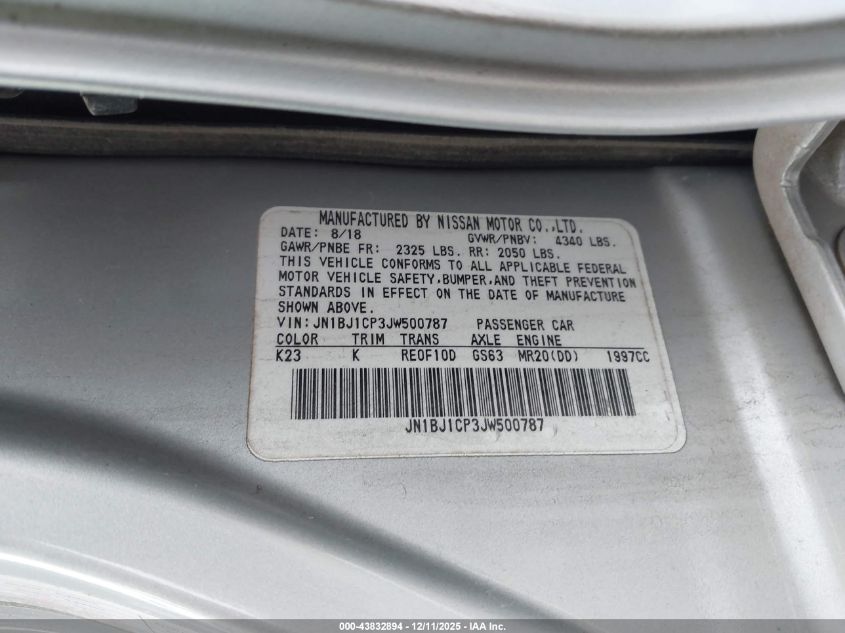 MANUFACTURED BY NISSAN MOTOR CO.,LTD.
DATE: 8/18 GVWR/PNBV: 4340 LBS.
GAWR/PNBE FR: 2325 LBS. RR: 2050 LBS.
THIS VEHICLE CONFORMS TO ALL APPLICABLE FEDERAL
MOTOR VEHICLE SAFETY,BUMPER,AND THEFT PREVENTION
STANDARDS IN EFFECT ON THE DATE OF MANUFACTURE
SHOWN ABOVE.
VIN:JN1BJ1CP3JW500787 PASSENGER CAR
COLOR TRIM TRANS AXLE ENGINE
K23 K RE0F10D GS63 MR20(DD) 1997CC
JN1BJ1CP3JW500787
000-43832894 - 12/11/2025 - IAA Inc.